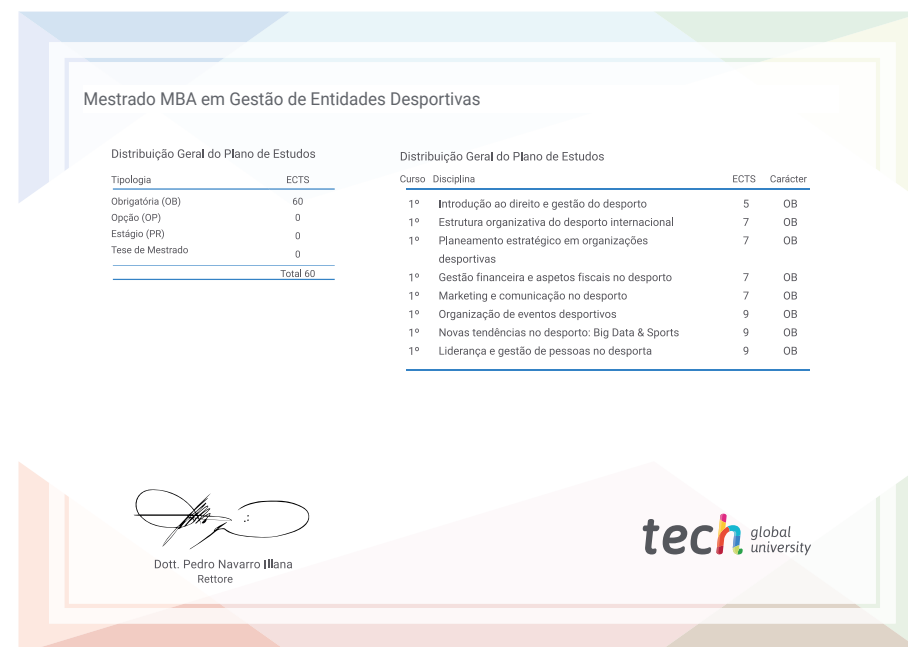 Mestrado MBA em Gestão de Entidades Desportivas
Distribuição Geral do Plano de Estudos
Tipologia ECTS
Obrigatória (OB) 60
Opção (OP) 0
Estágio (PR) 0
Tese de Mestrado 0
Total 60
Distribuição Geral do Plano de Estudos
Curso Disciplina ECTS Carácter
1º Introdução ao direito e gestão do desporto 5 OB
1º Estrutura organizativa do desporto internacional 7 OB
1º Planeamento estratégico em organizações 7 OB
desportivas
1º Gestão financeira e aspetos fiscais no desporto 7 OB
1º Marketing e comunicação no desporto 7 OB
1º Organização de eventos desportivos 9 OB
1º Novas tendências no desporto: Big Data & Sports 9 OB
1º Liderança e gestão de pessoas no desporta 9 OB
Dott. Pedro Navarro Illana
Rettore
tech global
university